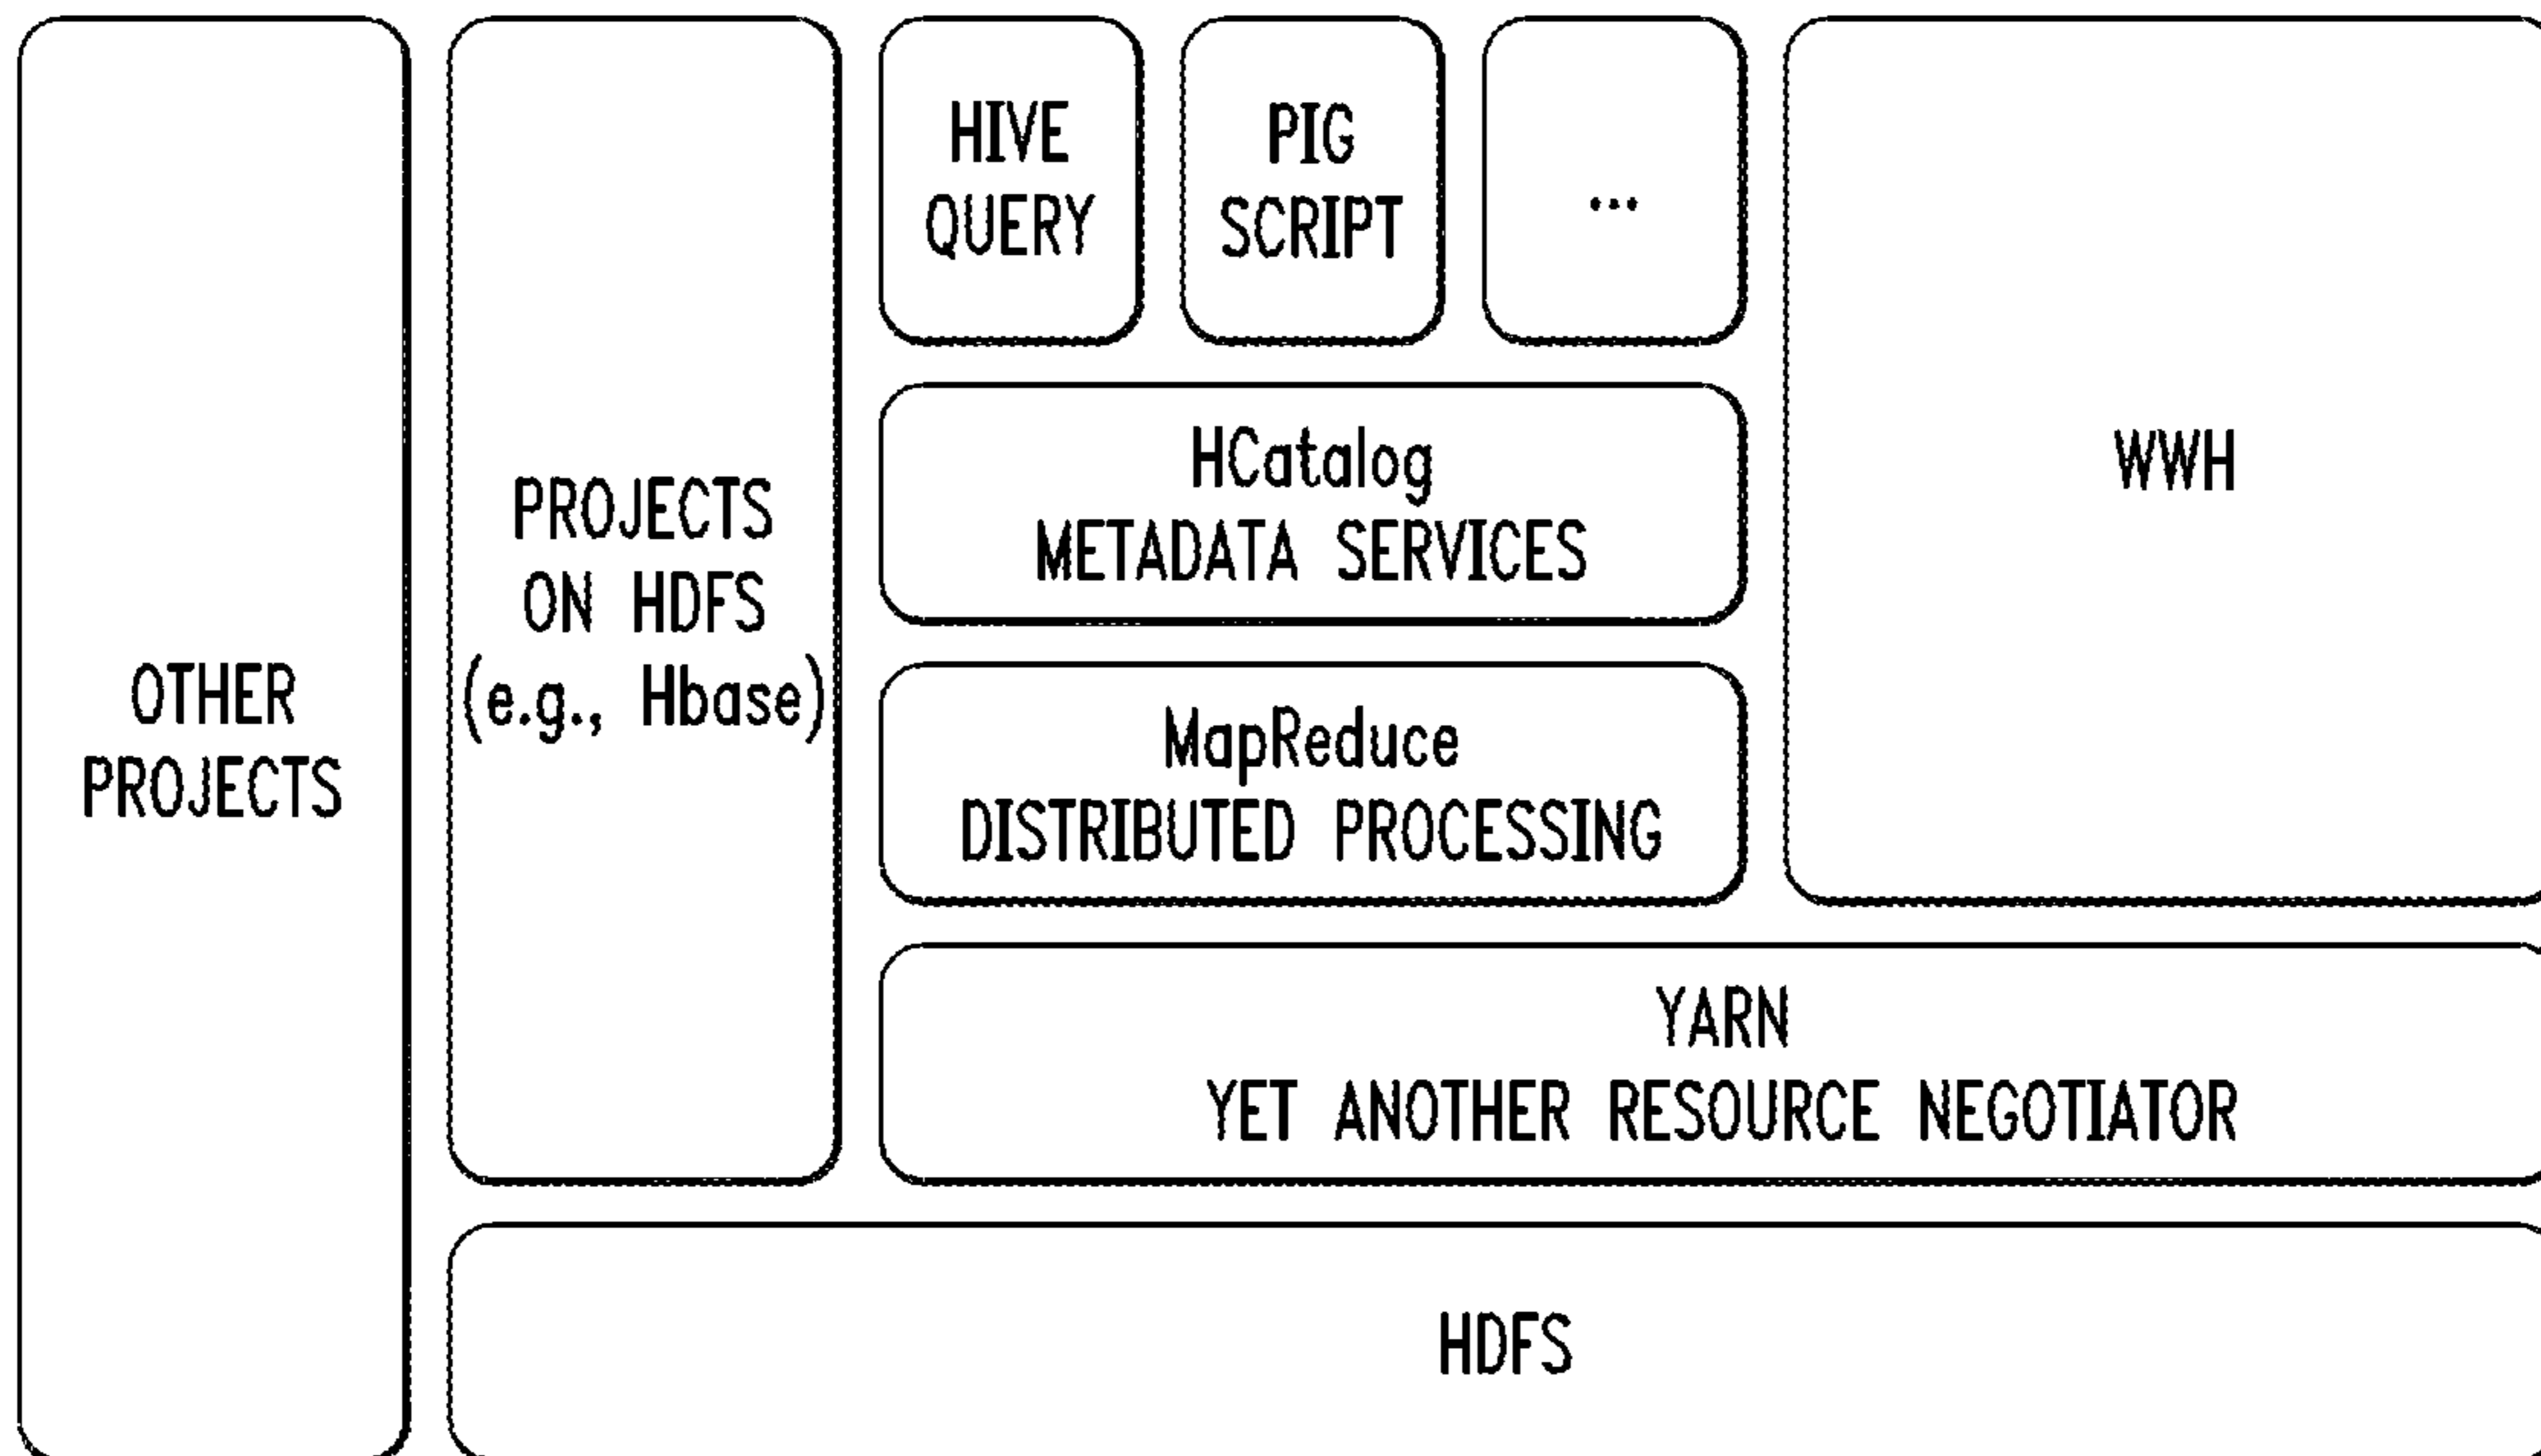 OTHER
PROJECTS
PROJECTS
ON HDFS
(e.g., Hbase)
HIVE
QUERY
PIG
SCRIPT
...
HCatalog
METADATA SERVICES
MapReduce
DISTRIBUTED PROCESSING
WWH
YARN
YET ANOTHER RESOURCE NEGOTIATOR
HDFS